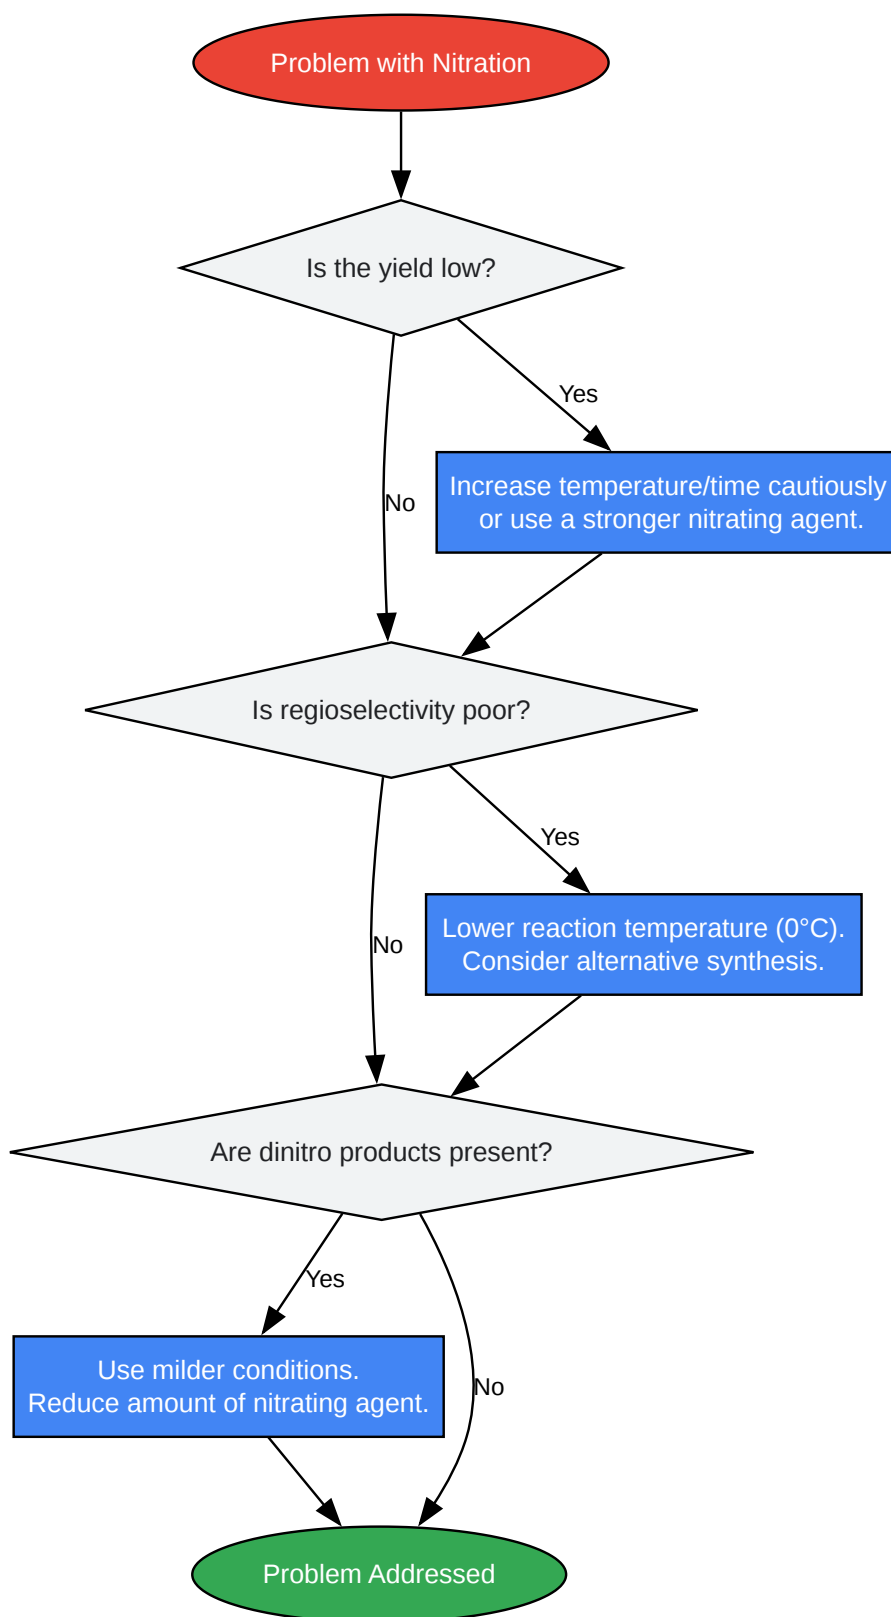 Problem with Nitration
Is the yield low?
Yes
Increase temperature/time cautiously
or use a stronger nitrating agent.
No
Is regioselectivity poor?
Yes
Lower reaction temperature (0°C).
Consider alternative synthesis.
No
Are dinitro products present?
Yes
Use milder conditions.
Reduce amount of nitrating agent.
No
Problem Addressed